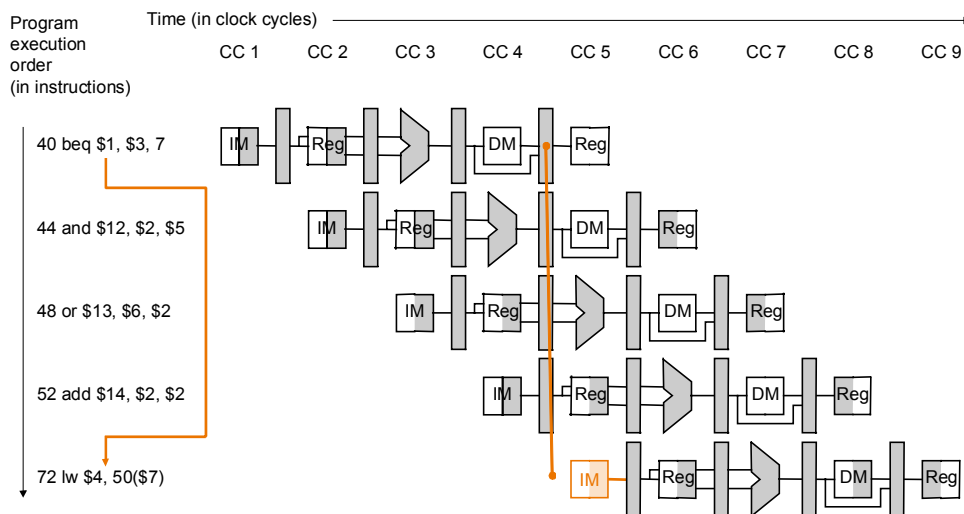 Time (in clock cycles)
Program
execution
order
(in instructions)
CC 1 CC 2 CC 3 CC 4 CC 5 CC 6 CC 7 CC 8 CC 9
40 beq $1, $3, 7
IM Reg DM Reg
44 and $12, $2, $5
IM Reg DM Reg
48 or $13, $6, $2
IM Reg DM Reg
52 add $14, $2, $2
IM Reg DM Reg
72 lw $4, 50($7)
IM Reg DM Reg